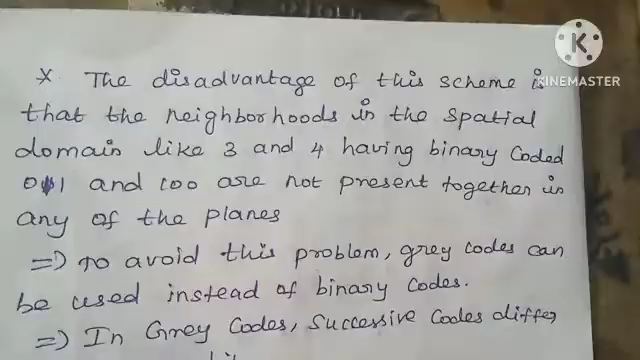 KINEMASTER
* The disadvantage of this scheme is
that the neighborhoods in the spatial
domain like 3 and 4 having binary coded
011 and 100 are not present together in
any of the planes
=> To avoid this problem, grey codes can
be used instead of binary codes.
=> In Grey Codes, Successive Codes differ